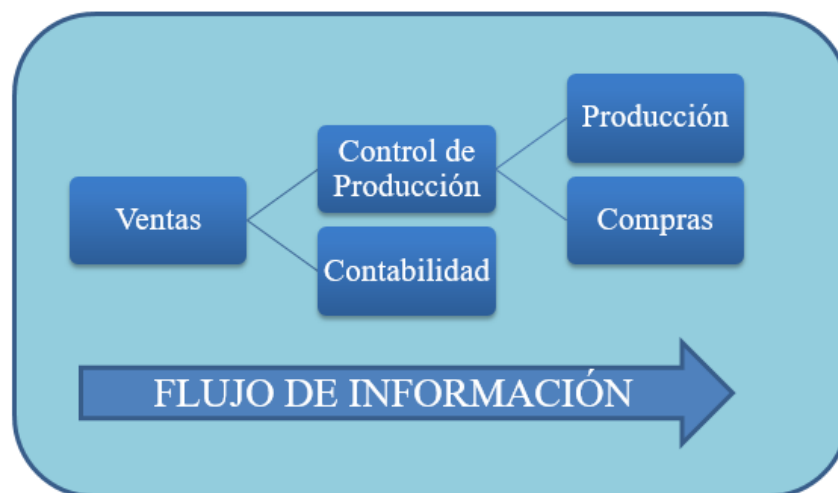 Ventas
Control de
Producción
Contabilidad
Producción
Compras
FLUJO DE INFORMACIÓN